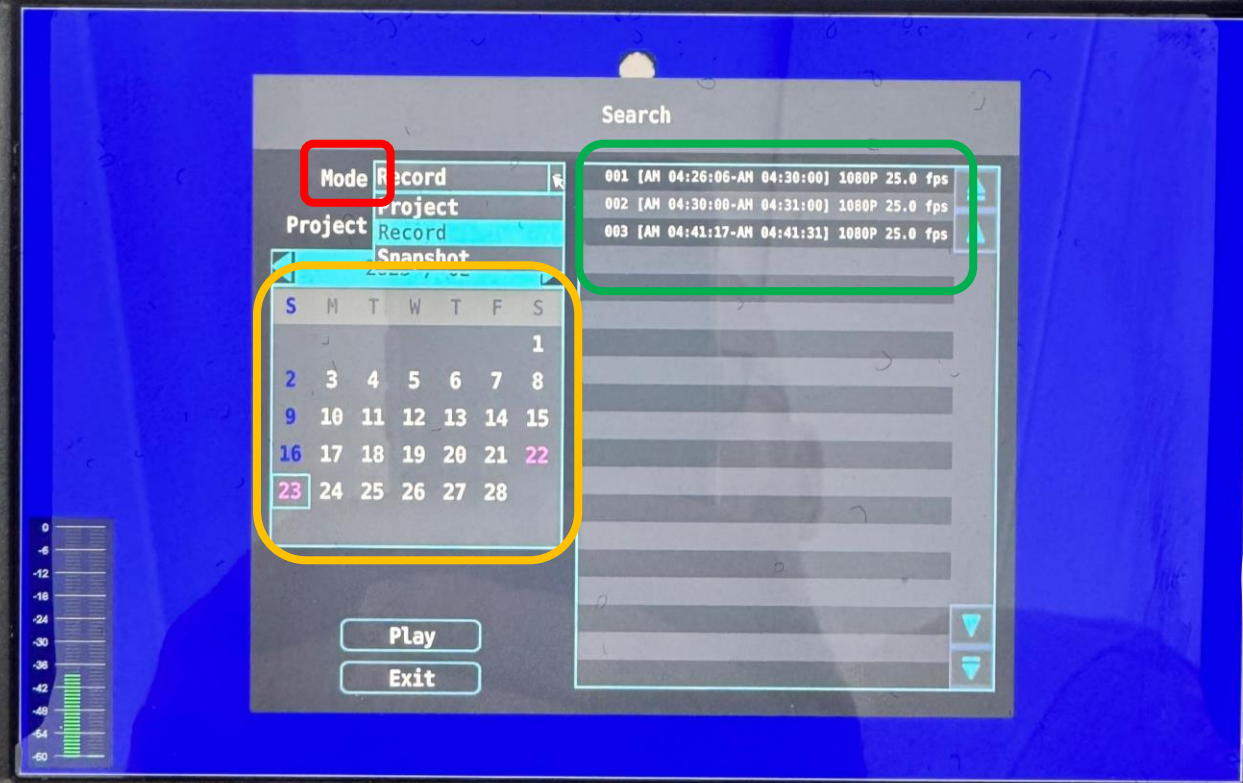 Search
Mode Record
Project
Record
Snapshot
Project
S M T W T F S
1
2 3 4 5 6 7 8
9 10 11 12 13 14 15
16 17 18 19 20 21 22
23 24 25 26 27 28
Play
Exit
001 [AM 04:26:06-AM 04:30:00] 1080P 25.0 fps
002 [AM 04:30:00-AM 04:31:00] 1080P 25.0 fps
003 [AM 04:41:17-AM 04:41:31] 1080P 25.0 fps
0
-6
-12
-18
-24
-30
-36
-42
-48
-54
-60